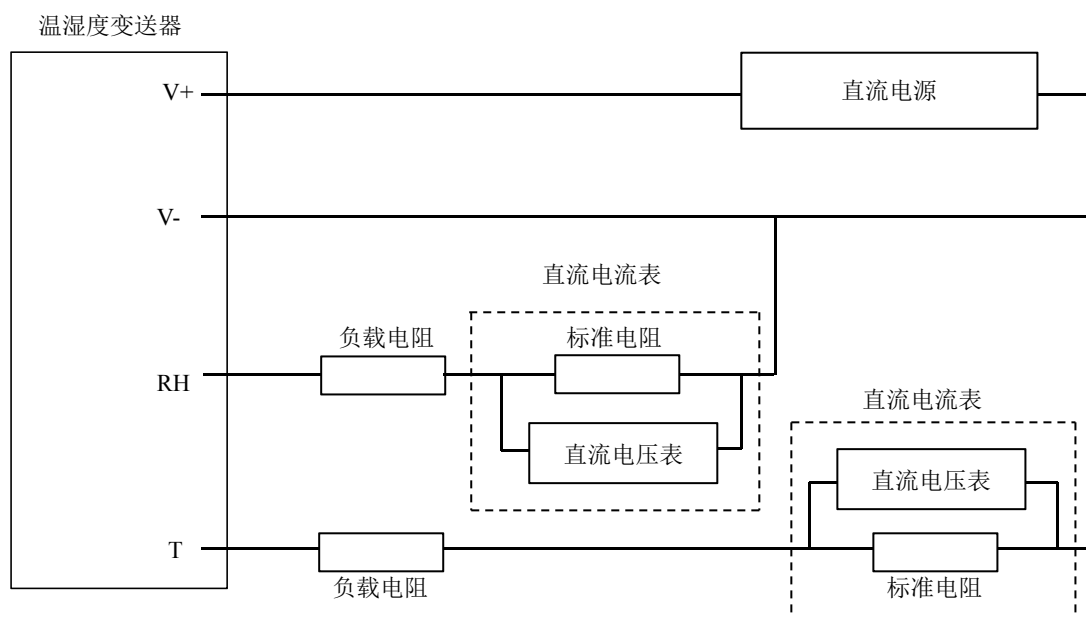 温湿度变送器
V+
直流电源
V-
直流电流表
负载电阻
标准电阻
RH
直流电流表
直流电压表
直流电压表
T
负载电阻
标准电阻